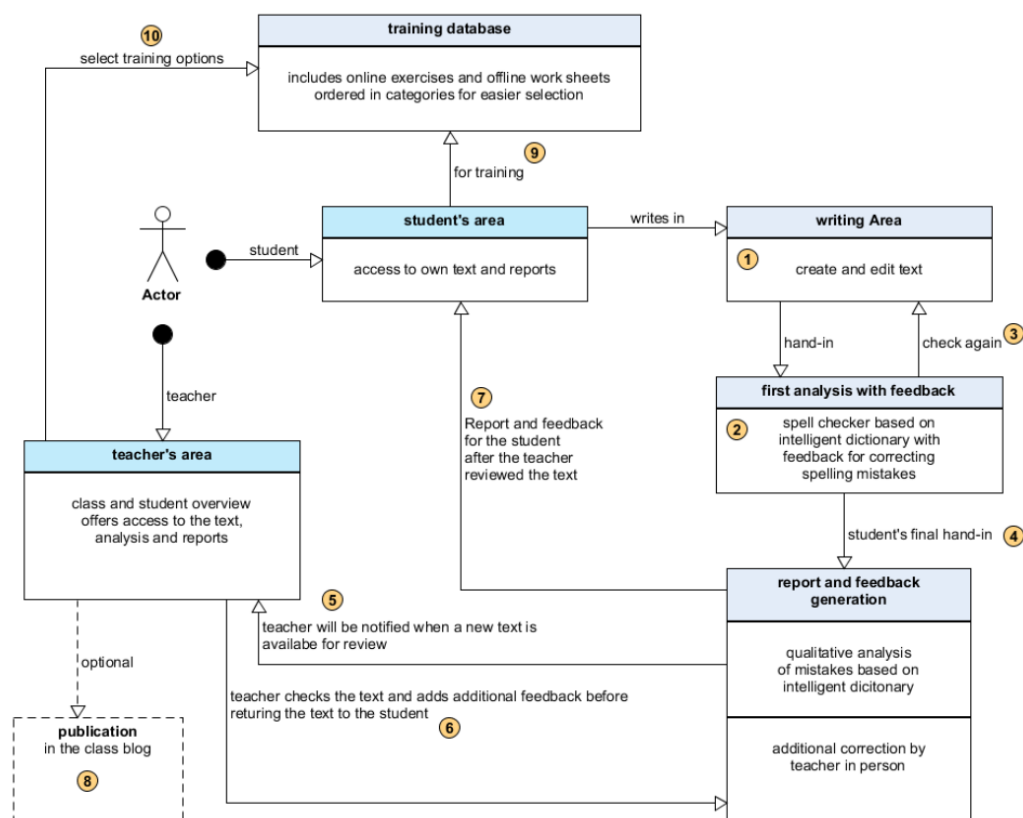 10
select training options
training database
includes online exercises and offline work sheets
ordered in categories for easier selection
9
for training
Actor
student
student's area
access to own text and reports
writes in
writing Area
1
create and edit text
hand-in
check again
3
first analysis with feedback
2
spell checker based on
intelligent dictionary with
feedback for correcting
spelling mistakes
student's final hand-in
4
teacher
teacher's area
class and student overview
offers access to the text,
analysis and reports
7
Report and feedback
for the student
after the teacher
reviewed the text
report and feedback
generation
qualitative analysis
of mistakes based on
intelligent dicitonary
additional correction by
teacher in person
5
teacher will be notified when a new text is
availabe for review
teacher checks the text and adds additional feedback before
returing the text to the student
6
optional
publication
in the class blog
8